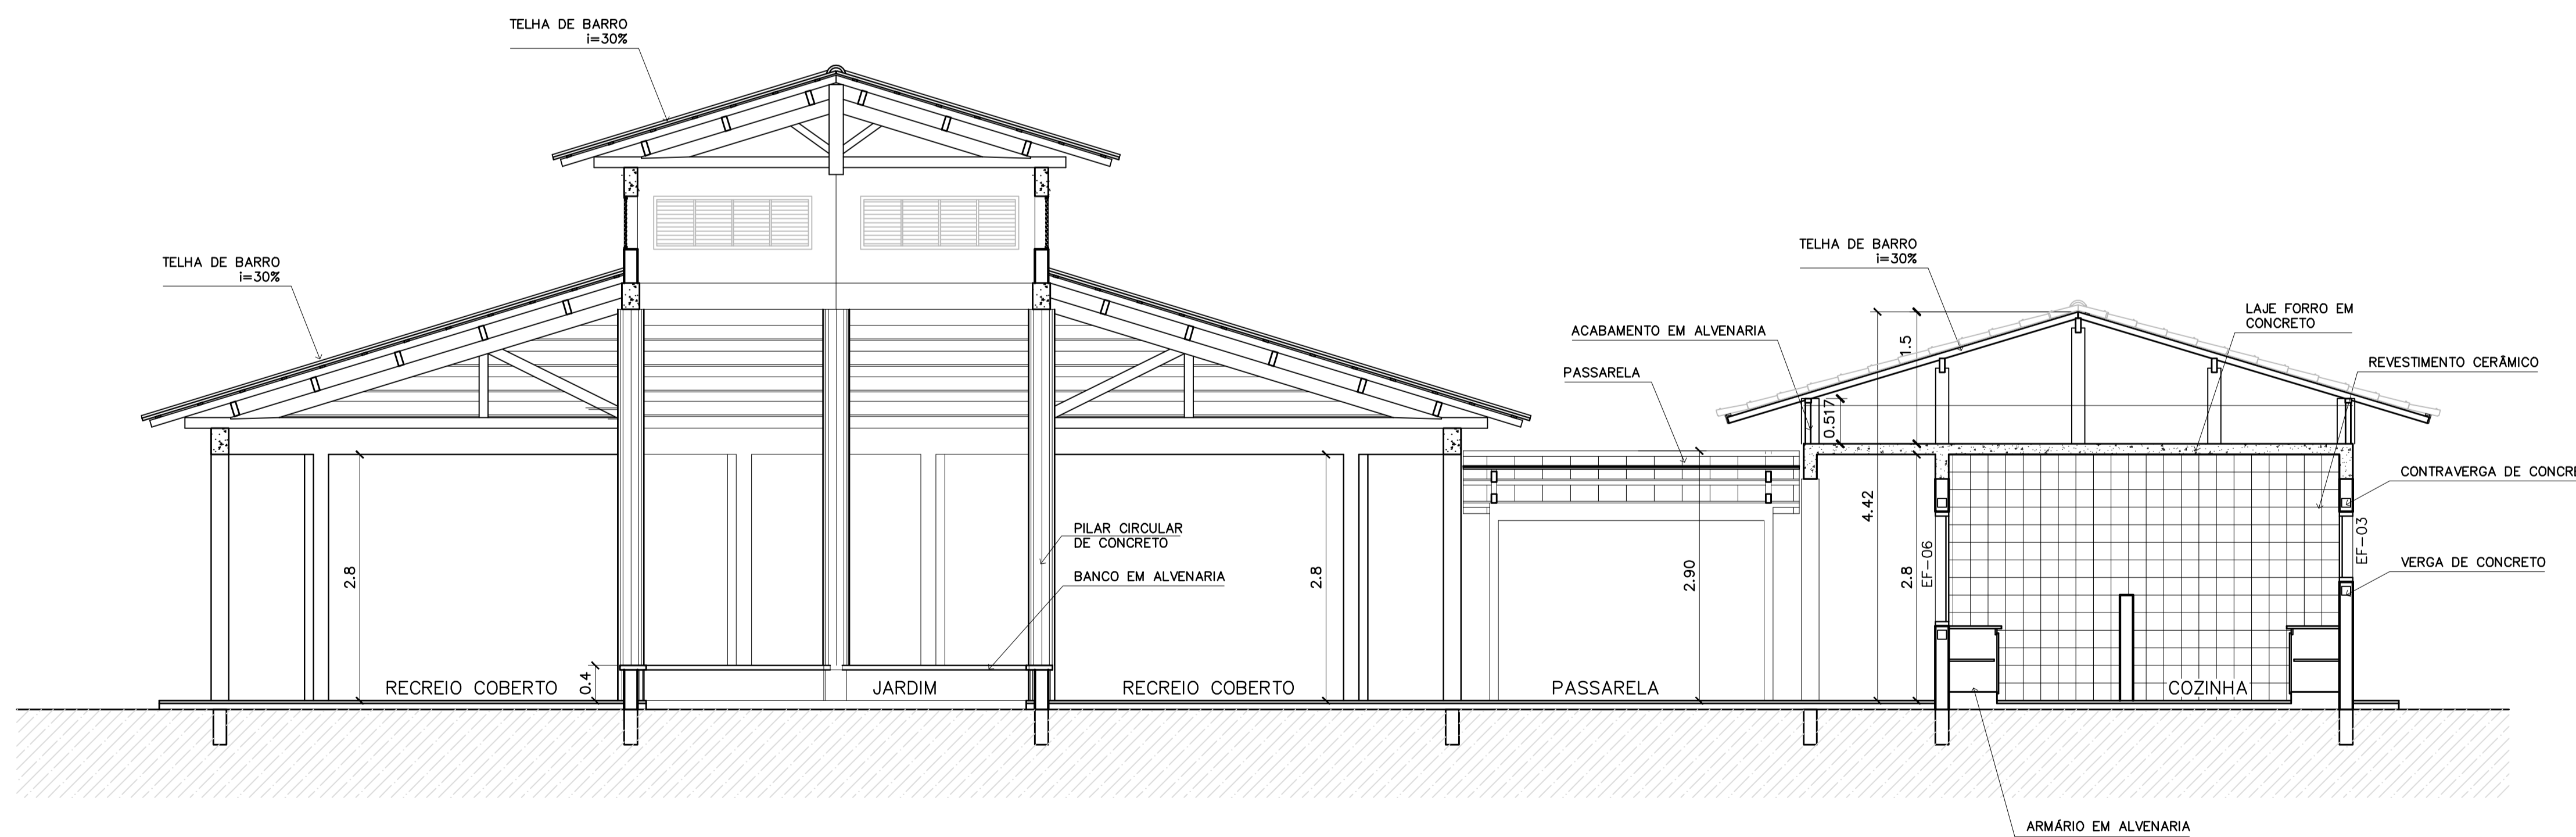 TELHA DE BARRO
i=30%
TELHA DE BARRO
i=30%
TELHA DE BARRO
i=30%
LAJE FORRO EM
CONCRETO
ACABAMENTO EM ALVENARIA
1.5
REVESTIMENTO CERÂMICO
PASSARELA
0.517
CONTRAVERGA DE CONCRE
4.42
PILAR CIRCULAR
DE CONCRETO
EF-03
EF-06
VERGA DE CONCRETO
2.8
BANCO EM ALVENARIA
2.8
2.90
2.8
0.4
RECREIO COBERTO
JARDIM
RECREIO COBERTO
PASSARELA
COZINHA
ARMÁRIO EM ALVENARIA